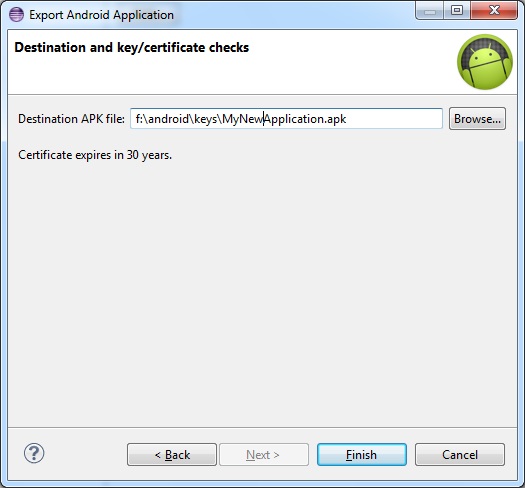 Export Android Application
Destination and key/certificate checks
Destination APK file: f:\android\keys\MyNewApplication.apk Browse...
Certificate expires in 30 years.
? < Back Next > Finish Cancel